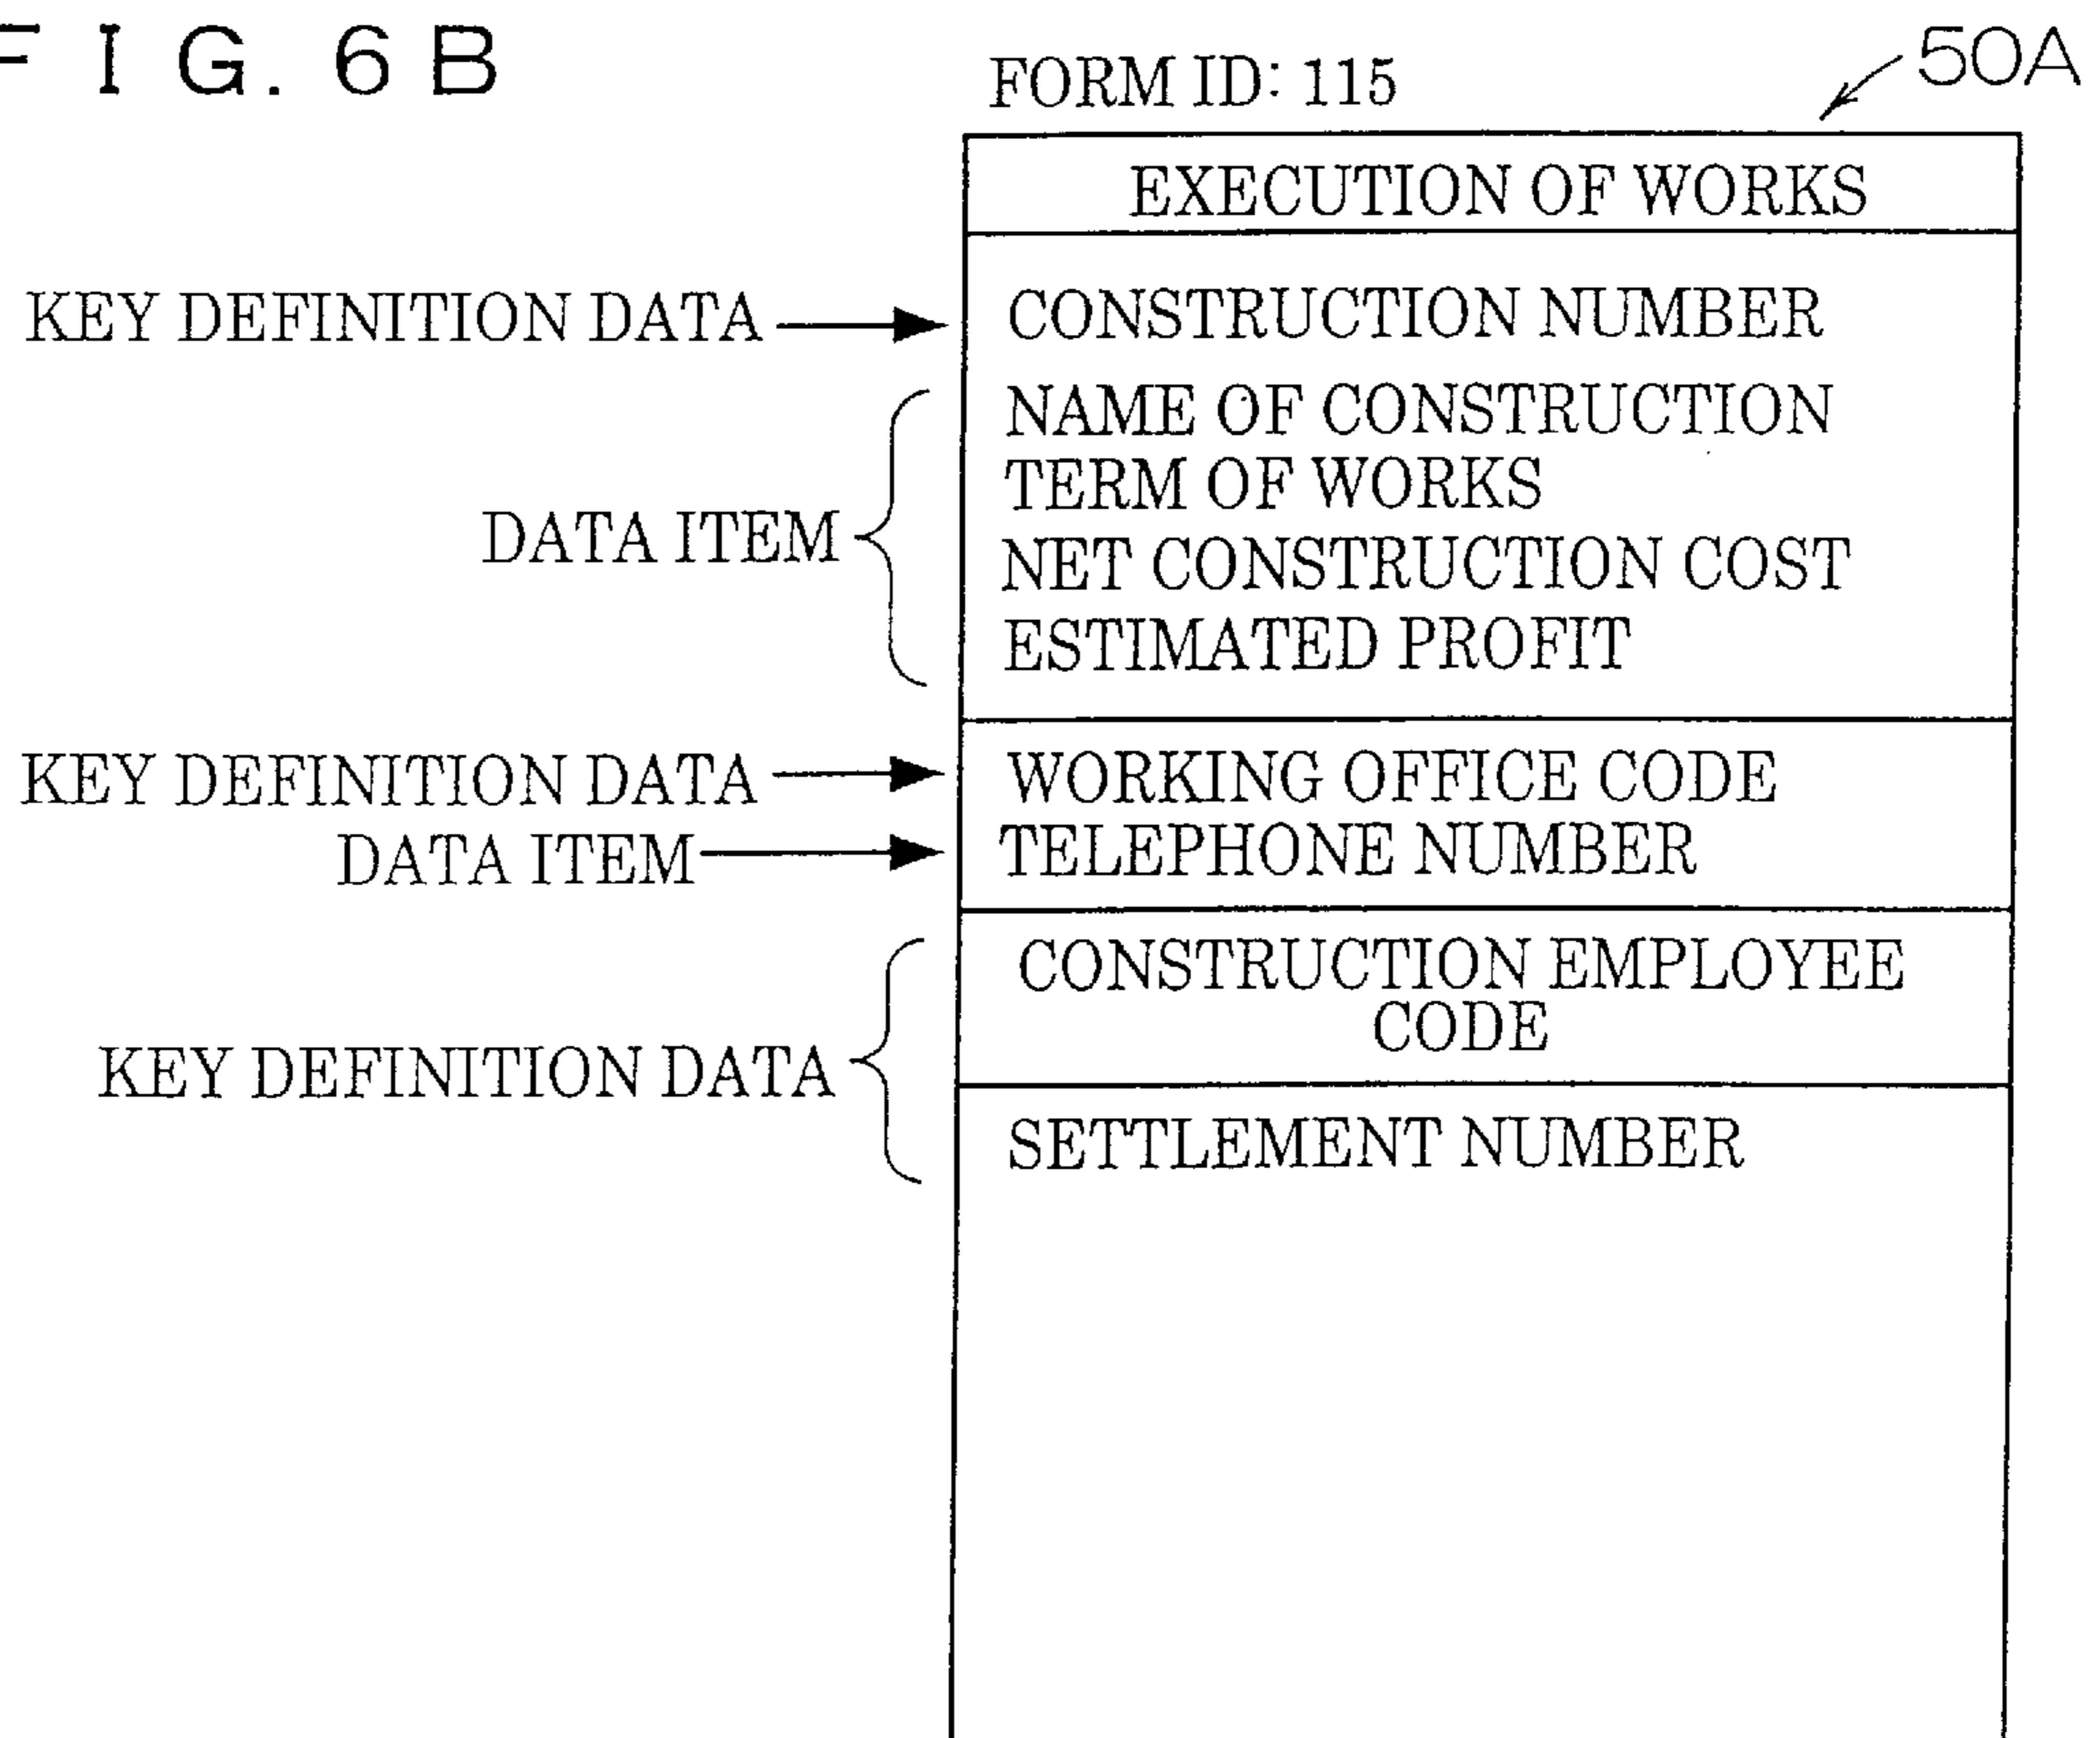 F I G. 6 B
FORM ID: 115
50A
EXECUTION OF WORKS
KEY DEFINITION DATA
CONSTRUCTION NUMBER
DATA ITEM
NAME OF CONSTRUCTION
TERM OF WORKS
NET CONSTRUCTION COST
ESTIMATED PROFIT
KEY DEFINITION DATA
WORKING OFFICE CODE
DATA ITEM
TELEPHONE NUMBER
KEY DEFINITION DATA
CONSTRUCTION EMPLOYEE
CODE
SETTLEMENT NUMBER